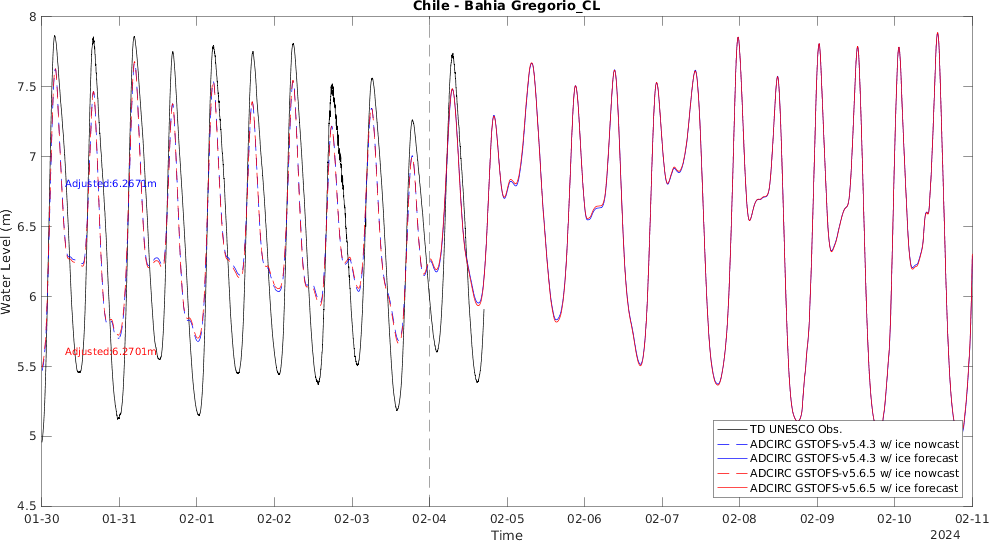 Chile - Bahia Gregorio_CL
8
7.5
7
6.5
6
5.5
5
4.5
Water Level (m)
Adjusted:6.2671m
Adjusted:6.2701m
TD UNESCO Obs.
ADCIRC GSTOFS-v5.4.3 w/ ice nowcast
ADCIRC GSTOFS-v5.4.3 w/ ice forecast
ADCIRC GSTOFS-v5.6.5 w/ ice nowcast
ADCIRC GSTOFS-v5.6.5 w/ ice forecast
01-30 01-31 02-01 02-02 02-03 02-04 02-05 02-06 02-07 02-08 02-09 02-10 02-11
Time
2024